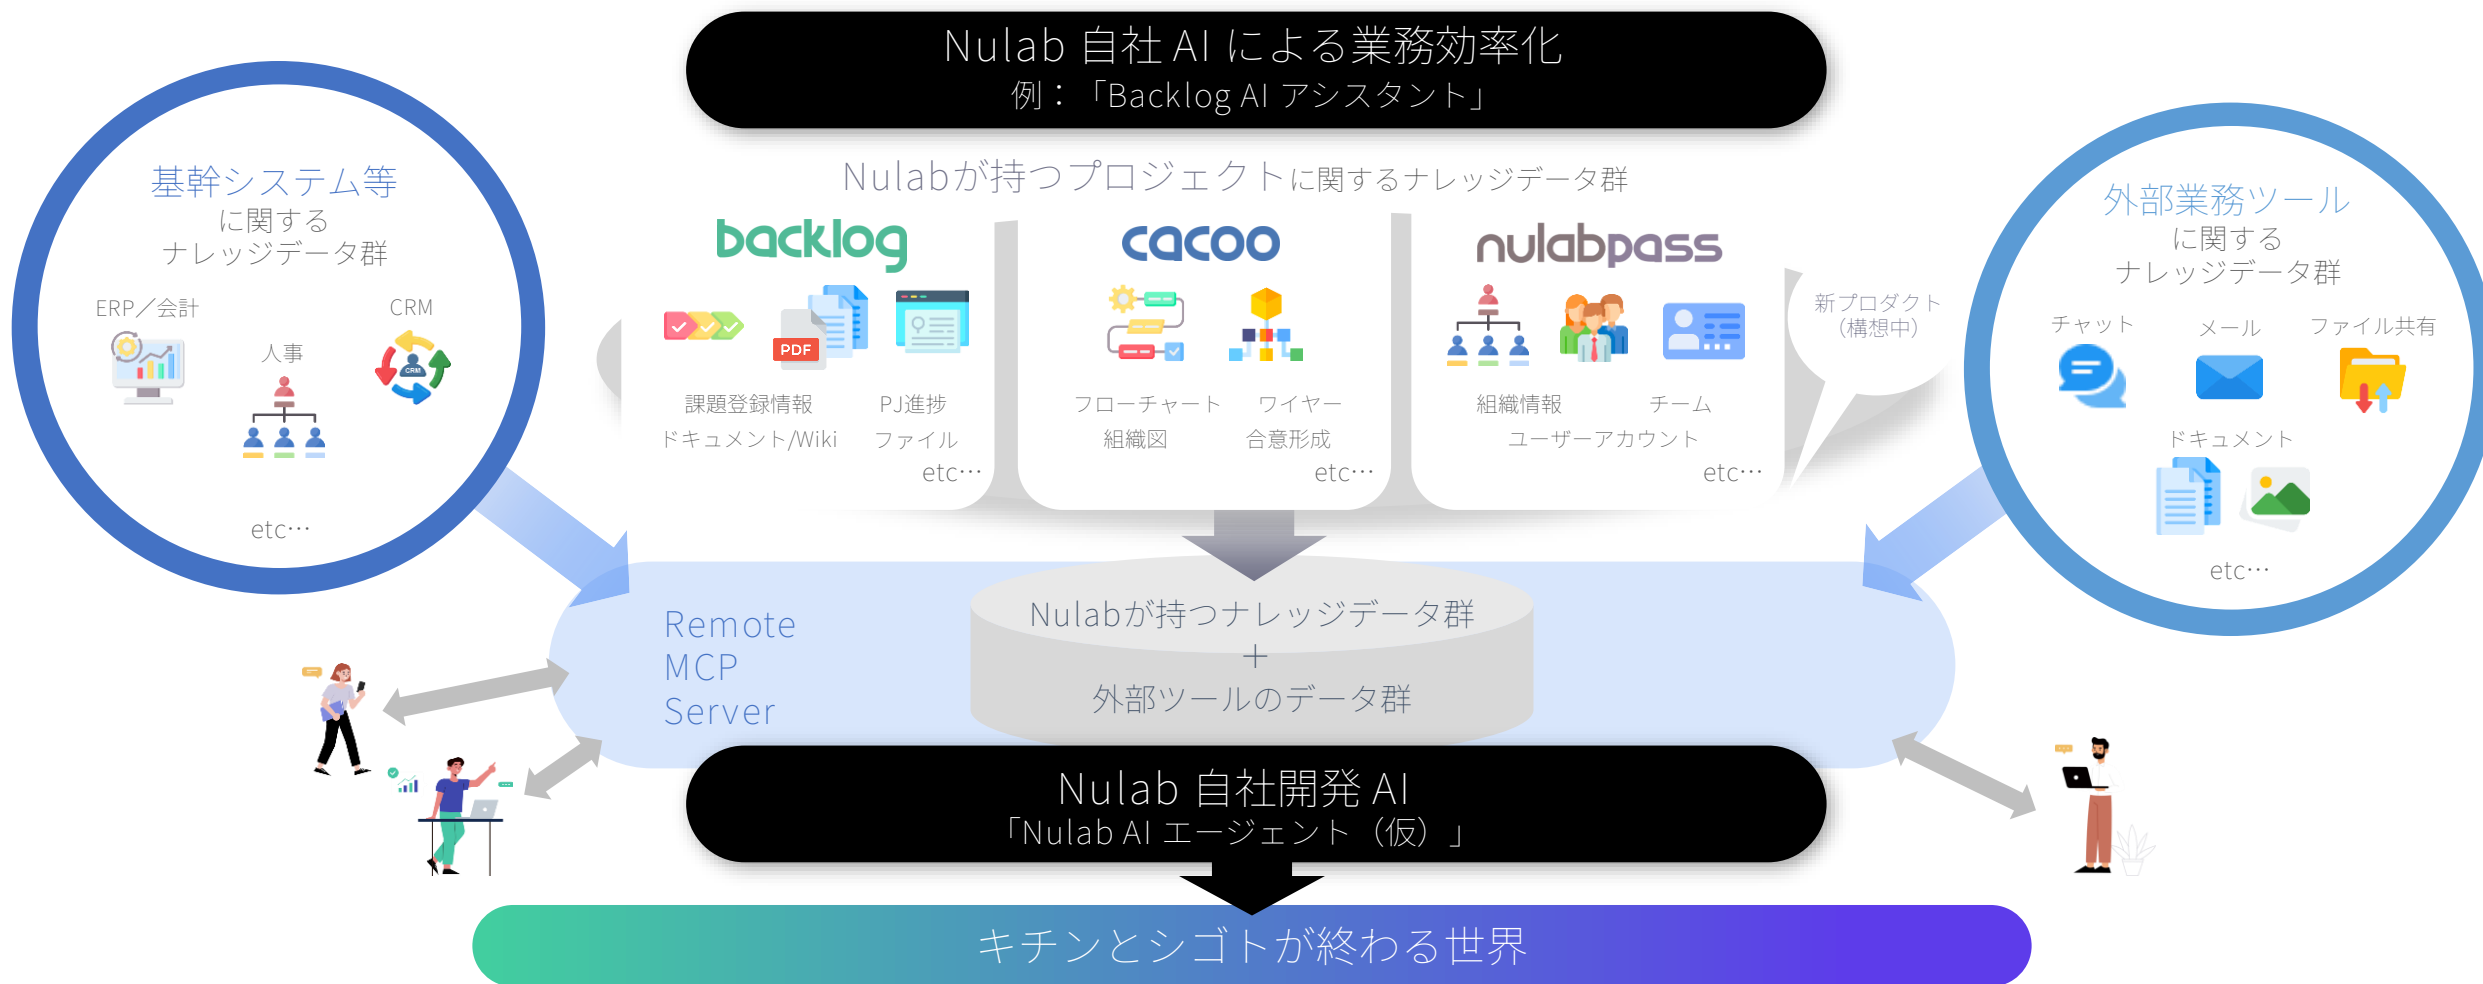 Nulab 自社 AI による業務効率化
例：「Backlog AI アシスタント」
基幹システム等
に関する
ナレッジデータ群
ERP／会計
CRM
人事
CRM
etc…
Nulabが持つプロジェクトに関するナレッジデータ群
backlog
PDF
課題登録情報
PJ進捗
ドキュメント/Wiki
ファイル
etc…
cacoo
フローチャート
ワイヤー
組織図
合意形成
etc…
nulabpass
組織情報
チーム
ユーザーアカウント
etc…
新プロダクト
（構想中）
外部業務ツール
に関する
ナレッジデータ群
チャット
メール
ファイル共有
ドキュメント
etc…
Remote
MCP
Server
Nulabが持つナレッジデータ群
＋
外部ツールのデータ群
Nulab 自社開発 AI
「Nulab AI エージェント（仮）」
キチンとシゴトが終わる世界